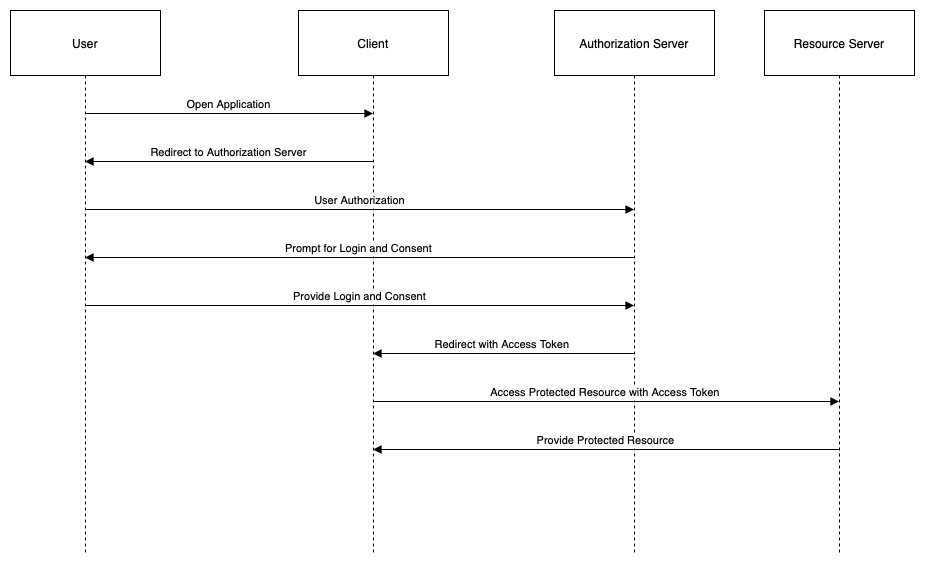 User
Client
Authorization Server
Resource Server
Open Application
Redirect to Authorization Server
User Authorization
Prompt for Login and Consent
Provide Login and Consent
Redirect with Access Token
Access Protected Resource with Access Token
Provide Protected Resource